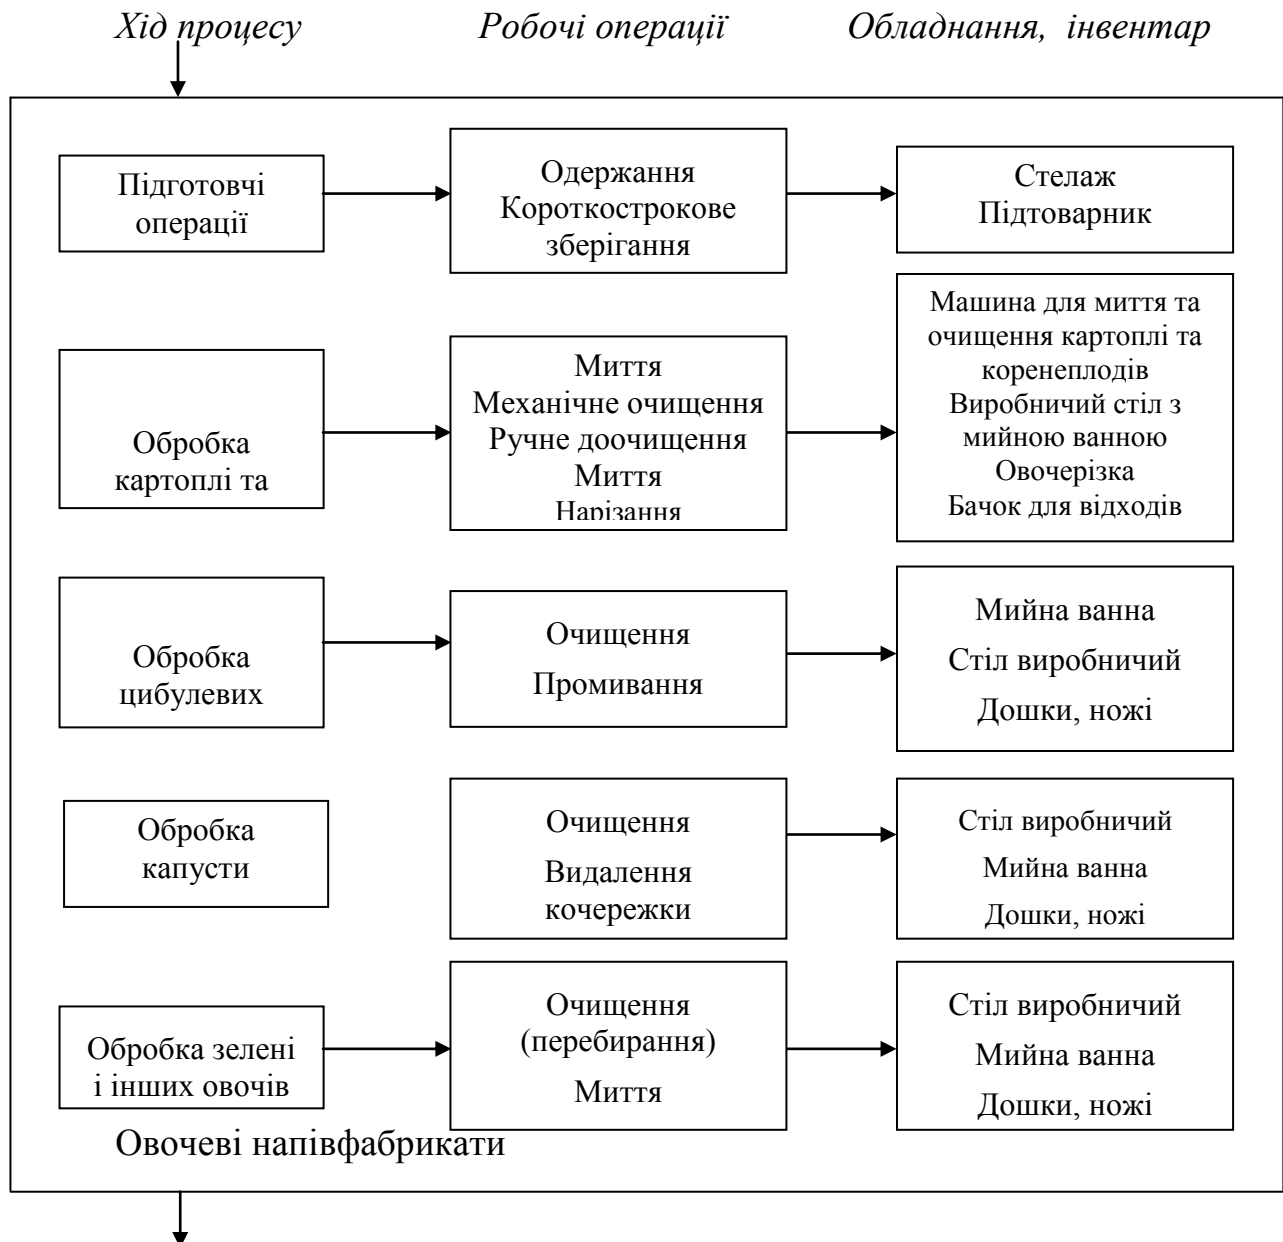 Хід процесу Робочі операції Обладнання, інвентар
Підготовчі
операції
Одержання
Короткострокове
зберігання
Стелаж
Підтоварник
Обробка
картоплі та
Миття
Механічне очищення
Ручне доочищення
Миття
Нарізання
Машина для миття та
очищення картоплі та
коренеплодів
Виробничий стіл з
мийною ванною
Овочерізка
Бачок для відходів
Обробка
цибулевих
Очищення
Промивання
Мийна ванна
Стіл виробничий
Дошки, ножі
Обробка
капусти
Очищення
Видалення
кочережки
Стіл виробничий
Мийна ванна
Дошки, ножі
Обробка зелені
і інших овочів
Очищення
(перебирання)
Миття
Стіл виробничий
Мийна ванна
Дошки, ножі
Овочеві напівфабрикати